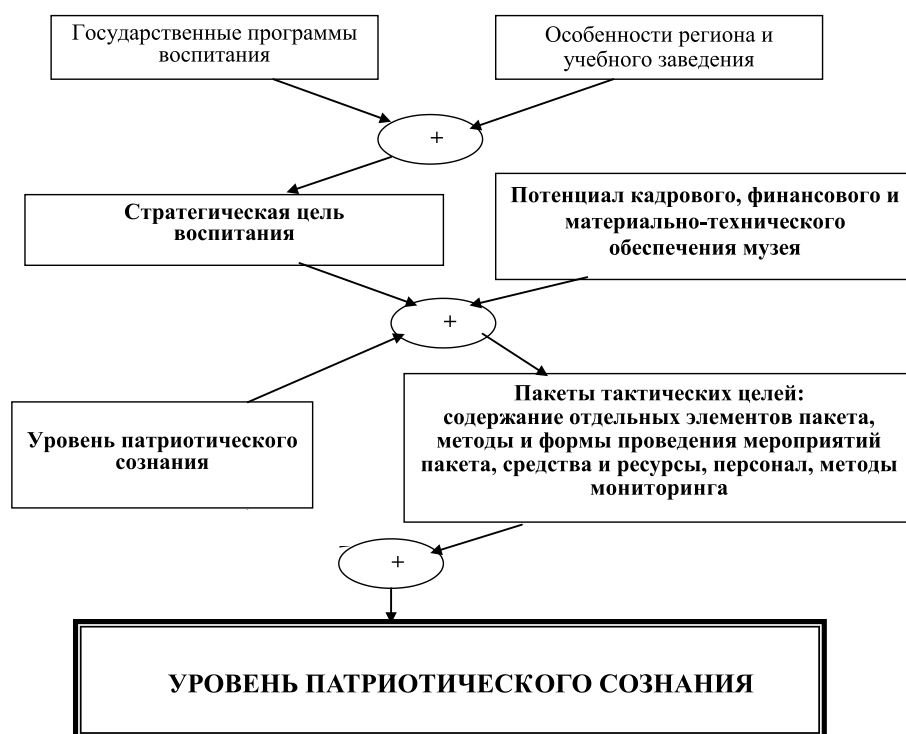 Государственные программы
воспитания
Особенности региона и
учебного заведения
+
Стратегическая цель
воспитания
Потенциал кадрового, финансового и
материально-технического
обеспечения музея
+
Уровень патриотического
сознания
Пакеты тактических целей:
содержание отдельных элементов пакета,
методы и формы проведения мероприятий
пакета, средства и ресурсы, персонал, методы
мониторинга
+
УРОВЕНЬ ПАТРИОТИЧЕСКОГО СОЗНАНИЯ